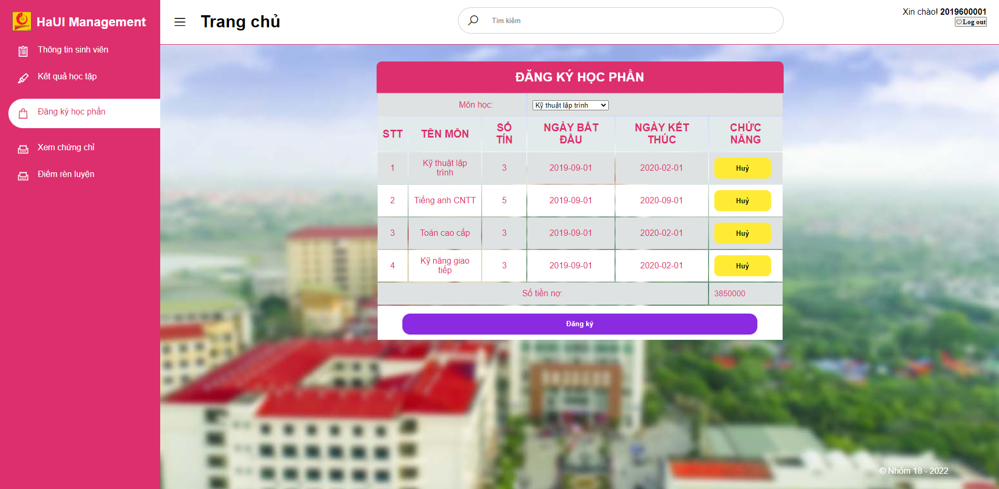 HaUI Management
Thông tin sinh viên
Kết quả học tập
Đăng ký học phần
Xem chứng chỉ
Điểm rèn luyện
Trang chủ
Tìm kiếm
Xin chào! 2019600001
Log out
ĐĂNG KÝ HỌC PHẦN
Môn học: Kỹ thuật lập trình
STT TÊN MÔN SỐ TÍN NGÀY BẮT ĐẦU NGÀY KẾT THÚC CHỨC NĂNG
1 Kỹ thuật lập trình 3 2019-09-01 2020-02-01 Huỷ
2 Tiếng anh CNTT 5 2019-09-01 2020-09-01 Huỷ
3 Toán cao cấp 3 2019-09-01 2020-02-01 Huỷ
4 Kỹ năng giao tiếp 3 2019-09-01 2020-02-01 Huỷ
Số tiền nợ: 3850000
Đăng ký
© Nhóm 18 - 2022